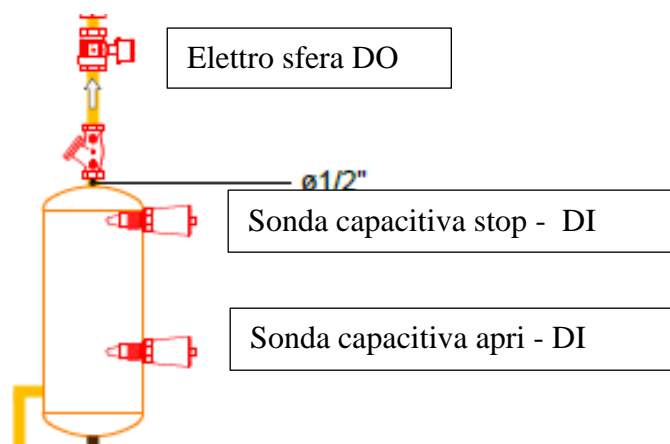 Elettro sfera DO
ø1/2"
Sonda capacitiva stop - DI
Sonda capacitiva apri - DI